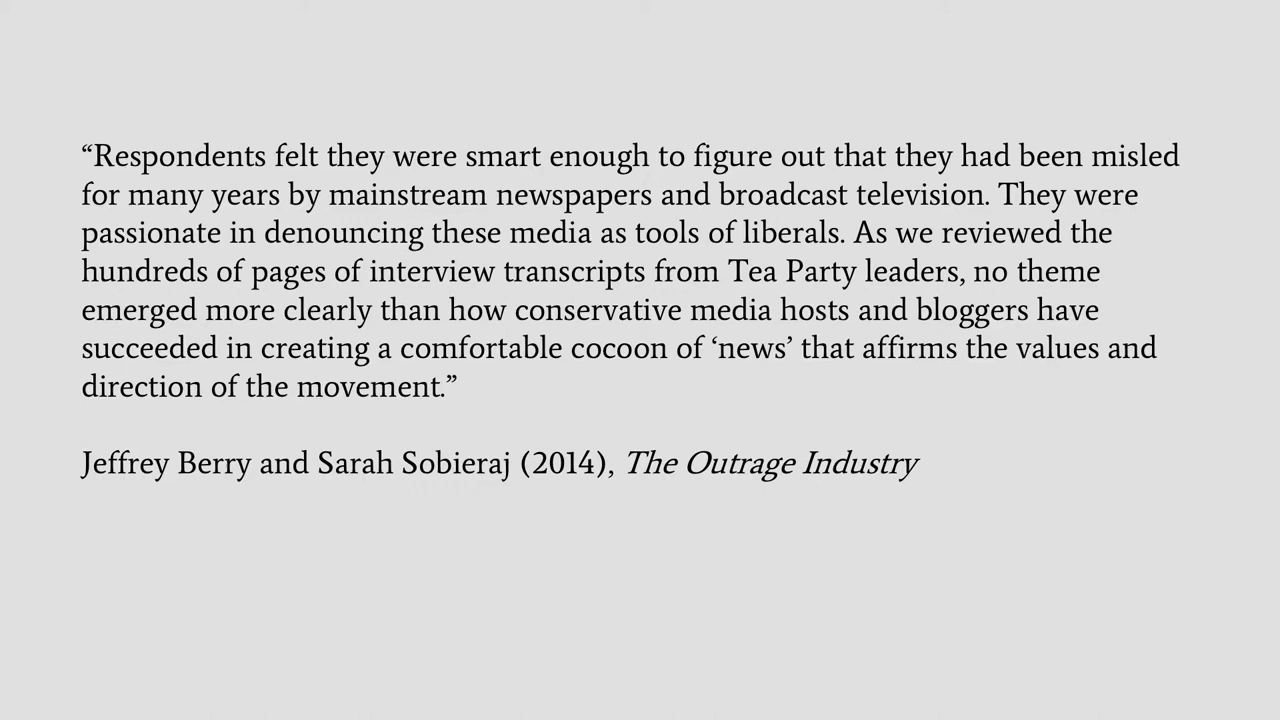 “Respondents felt they were smart enough to figure out that they had been misled
for many years by mainstream newspapers and broadcast television. They were
passionate in denouncing these media as tools of liberals. As we reviewed the
hundreds of pages of interview transcripts from Tea Party leaders, no theme
emerged more clearly than how conservative media hosts and bloggers have
succeeded in creating a comfortable cocoon of ‘news’ that affirms the values and
direction of the movement.”
Jeffrey Berry and Sarah Sobieraj (2014), The Outrage Industry